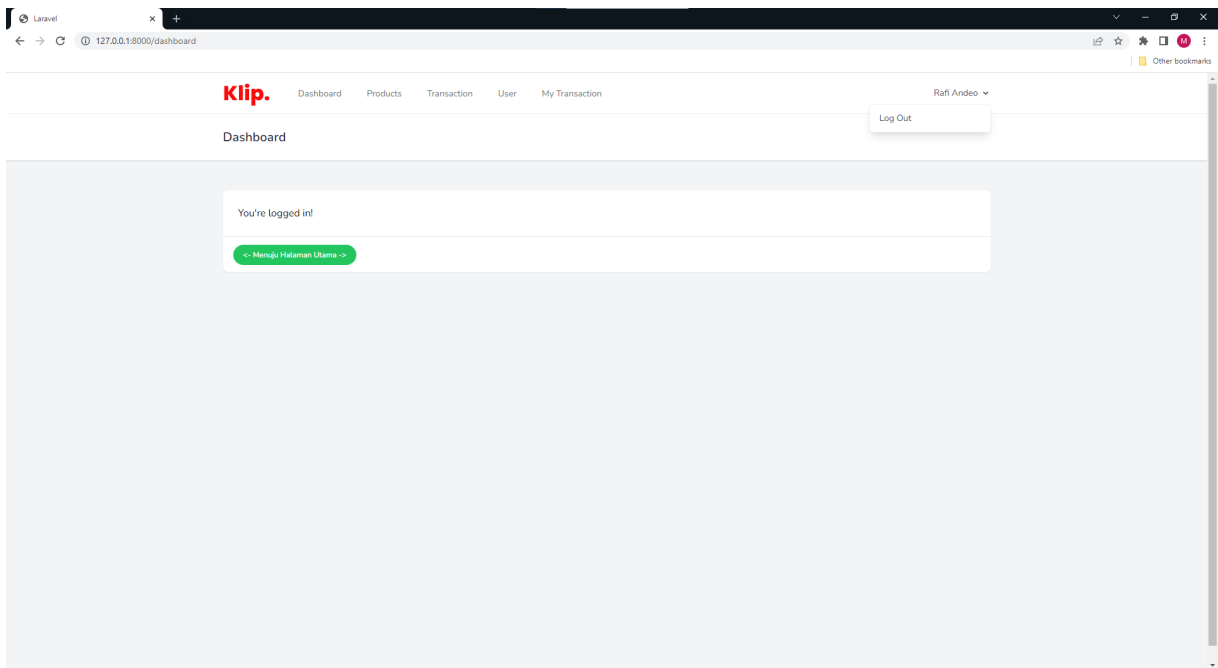 Laravel
127.0.0.1:8000/dashboard
M
Other bookmarks
Klip. Dashboard Products Transaction User My Transaction Rafi Andeo
Log Out
Dashboard
You're logged in!
<- Menuju Halaman Utama ->